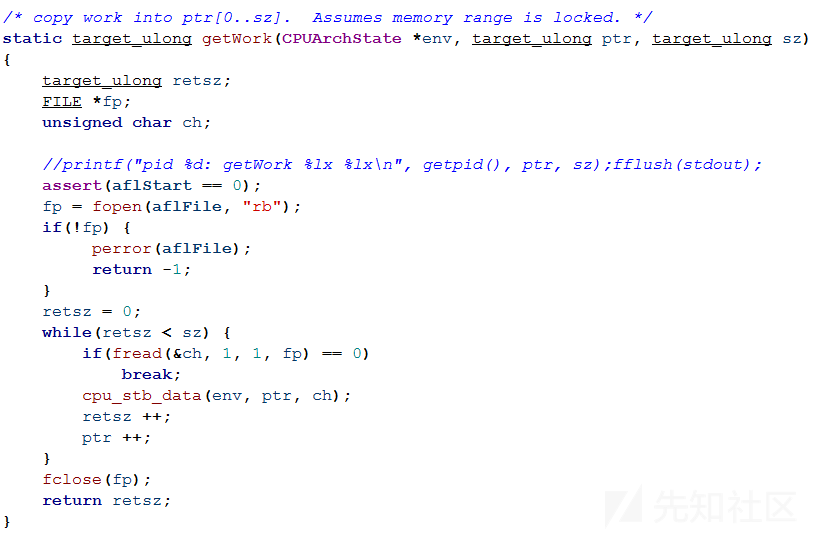 /* copy work into ptr[0..sz].  Assumes memory range is locked. */
static target_ulong getWork(CPUArchState *env, target_ulong ptr, target_ulong sz)
{
    target_ulong retsz;
    FILE *fp;
    unsigned char ch;

    //printf("pid %d: getWork %lx %lx\n", getpid(), ptr, sz);fflush(stdout);
    assert(aflStart == 0);
    fp = fopen(aflFile, "rb");
    if(!fp) {
         perror(aflFile);
         return -1;
    }
    retsz = 0;
    while(retsz < sz) {
        if(fread(&ch, 1, 1, fp) == 0)
            break;
        cpu_stb_data(env, ptr, ch);
        retsz ++;
        ptr ++;
    }
    fclose(fp);
    return retsz;
}
先知社区